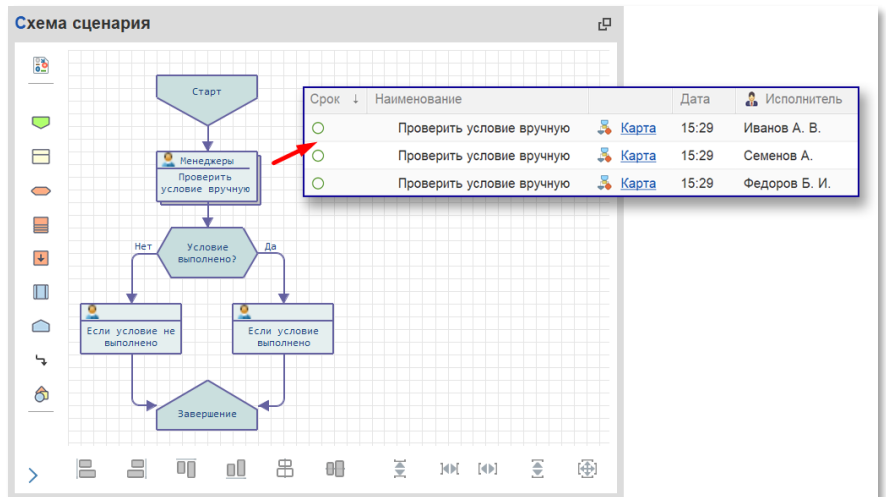 Схема сценария
Старт
Менеджеры
Проверить
условие вручную
Нет
Условие
выполнено?
Да
Если условие не
выполнено
Если условие
выполнено
Завершение
Срок ↓ Наименование Дата Исполнитель
Проверить условие вручную Карта 15:29 Иванов А. В.
Проверить условие вручную Карта 15:29 Семенов А.
Проверить условие вручную Карта 15:29 Федоров Б. И.